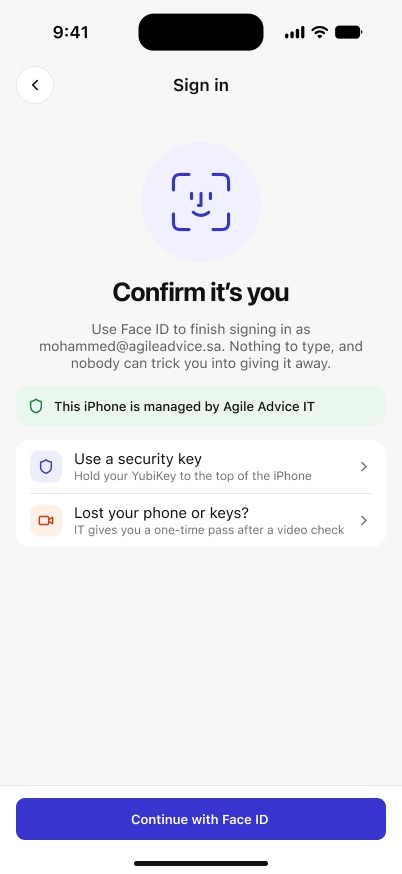 9:41
Sign in
Confirm it’s you
Use Face ID to finish signing in as
mohammed@agileadvice.sa. Nothing to type, and
nobody can trick you into giving it away.
This iPhone is managed by Agile Advice IT
Use a security key
Hold your YubiKey to the top of the iPhone
Lost your phone or keys?
IT gives you a one-time pass after a video check
Continue with Face ID